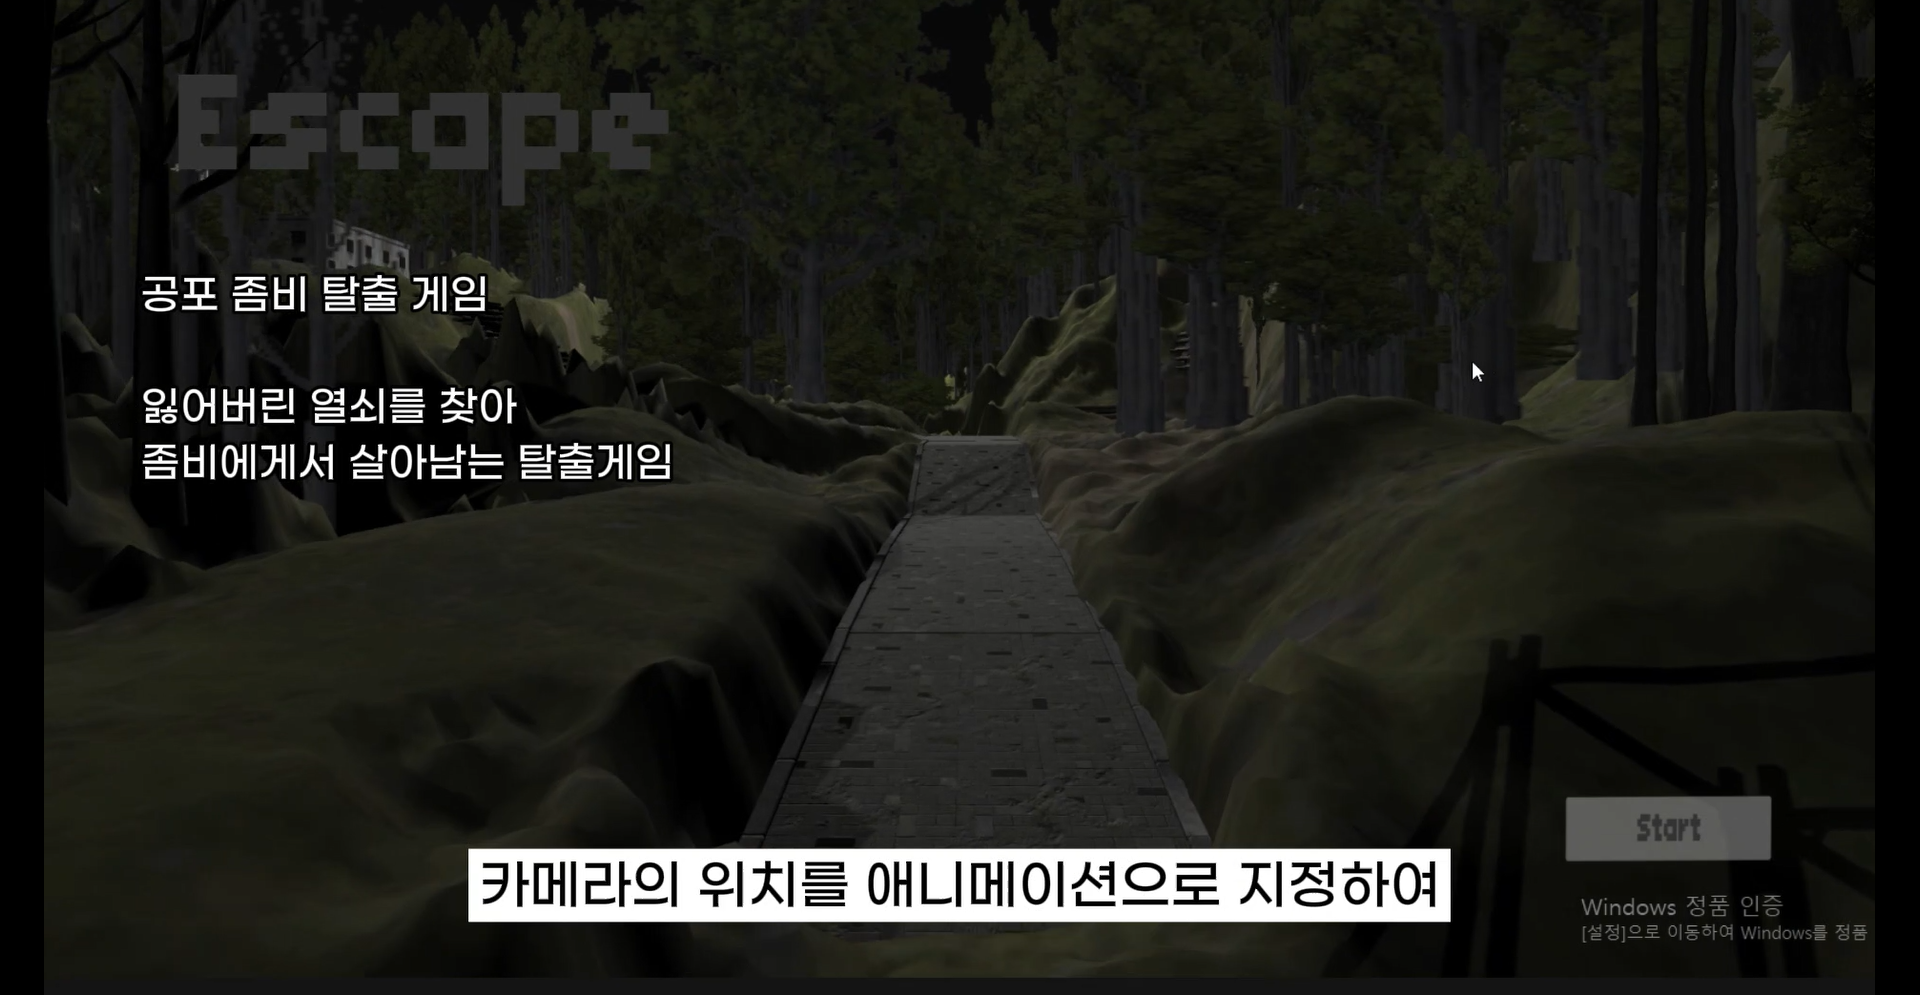 Escape
공포 좀비 탈출 게임
잃어버린 열쇠를 찾아
좀비에게서 살아남는 탈출게임
Start
카메라의 위치를 애니메이션으로 지정하여
Windows 정품 인증
[설정]으로 이동하여 Windows를 정품